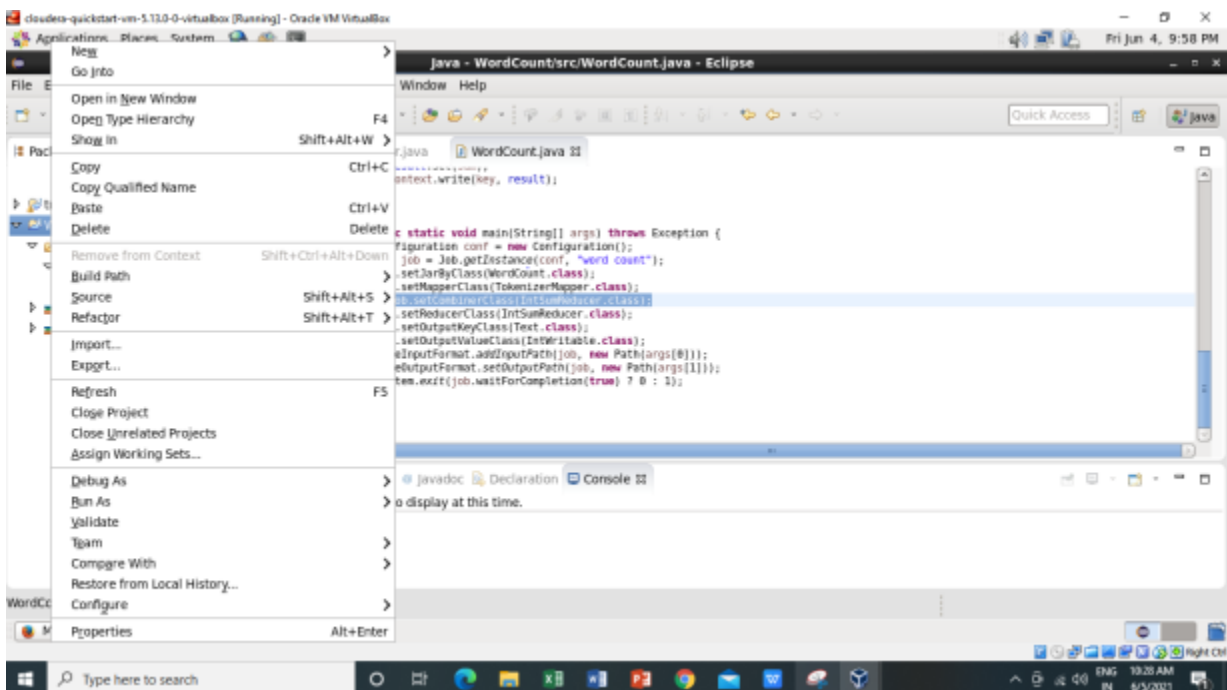 cloudera-quickstart-vm-5.13.0-0-virtualbox [Running] - Oracle VM VirtualBox
Applications Places System Fri Jun 4, 9:58 PM
Java - WordCount/src/WordCount.java - Eclipse
File E Window Help
Quick Access Java
Pac r.java WordCount.java
New
Go Into
Open in New Window
Open Type Hierarchy F4
Show In Shift+Alt+W
Copy Ctrl+C
Copy Qualified Name
Paste Ctrl+V
Delete Delete
Remove from Context Shift+Ctrl+Alt+Down
Build Path
Source Shift+Alt+S
Refactor Shift+Alt+T
Import...
Export...
Refresh F5
Close Project
Close Unrelated Projects
Assign Working Sets...
Debug As
Run As
Validate
Team
Compare With
Restore from Local History...
Configure
Properties Alt+Enter
ontext.write(key, result);
c static void main(String[] args) throws Exception {
figuration conf = new Configuration();
job = Job.getInstance(conf, "word count");
.setJarByClass(WordCount.class);
.setMapperClass(TokenizerMapper.class);
ob.setCombinerClass(IntSumReducer.class);
.setReducerClass(IntSumReducer.class);
.setOutputKeyClass(Text.class);
.setOutputValueClass(IntWritable.class);
eInputFormat.addInputPath(job, new Path(args[0]));
eOutputFormat.setOutputPath(job, new Path(args[1]));
tem.exit(job.waitForCompletion(true) ? 0 : 1);
Javadoc Declaration Console
o display at this time.
WordCo
Right Ctrl
Type here to search
ENG 10:28 AM
IN 6/5/2021